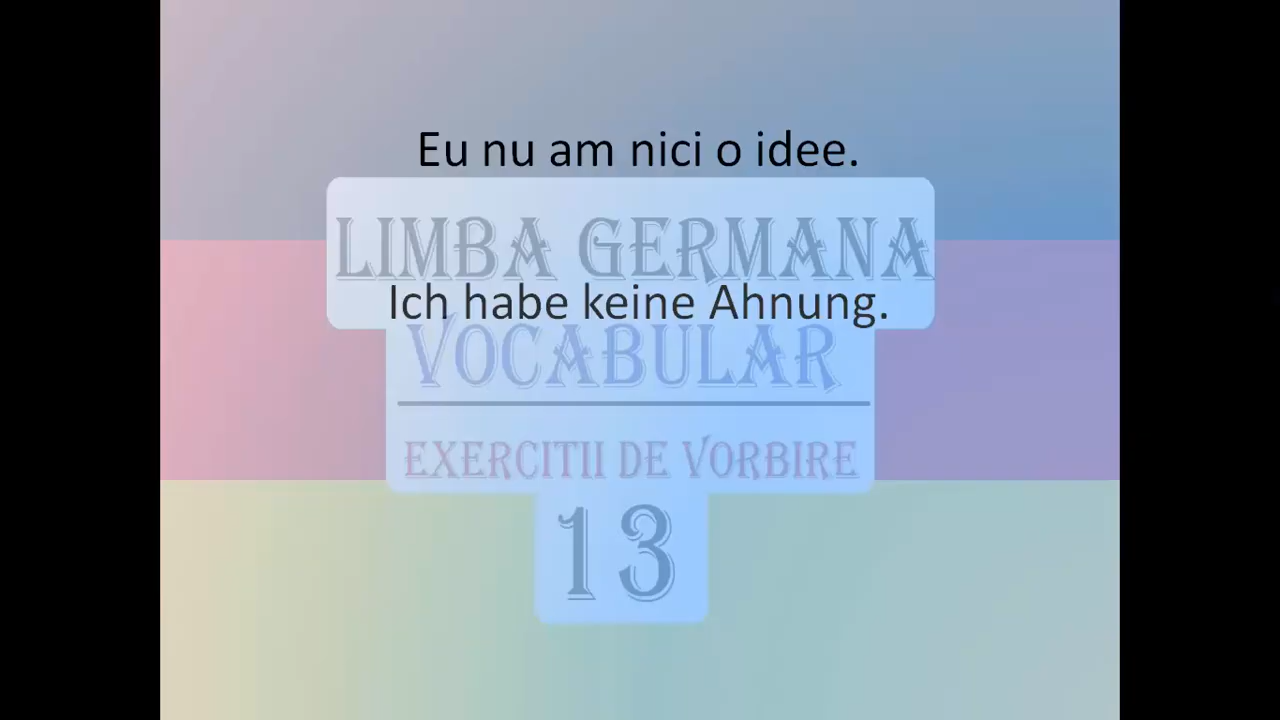 Eu nu am nici o idee.
LIMBA GERMANA
Ich habe keine Ahnung.
VOCABULAR
EXERCITII DE VORBIRE
13